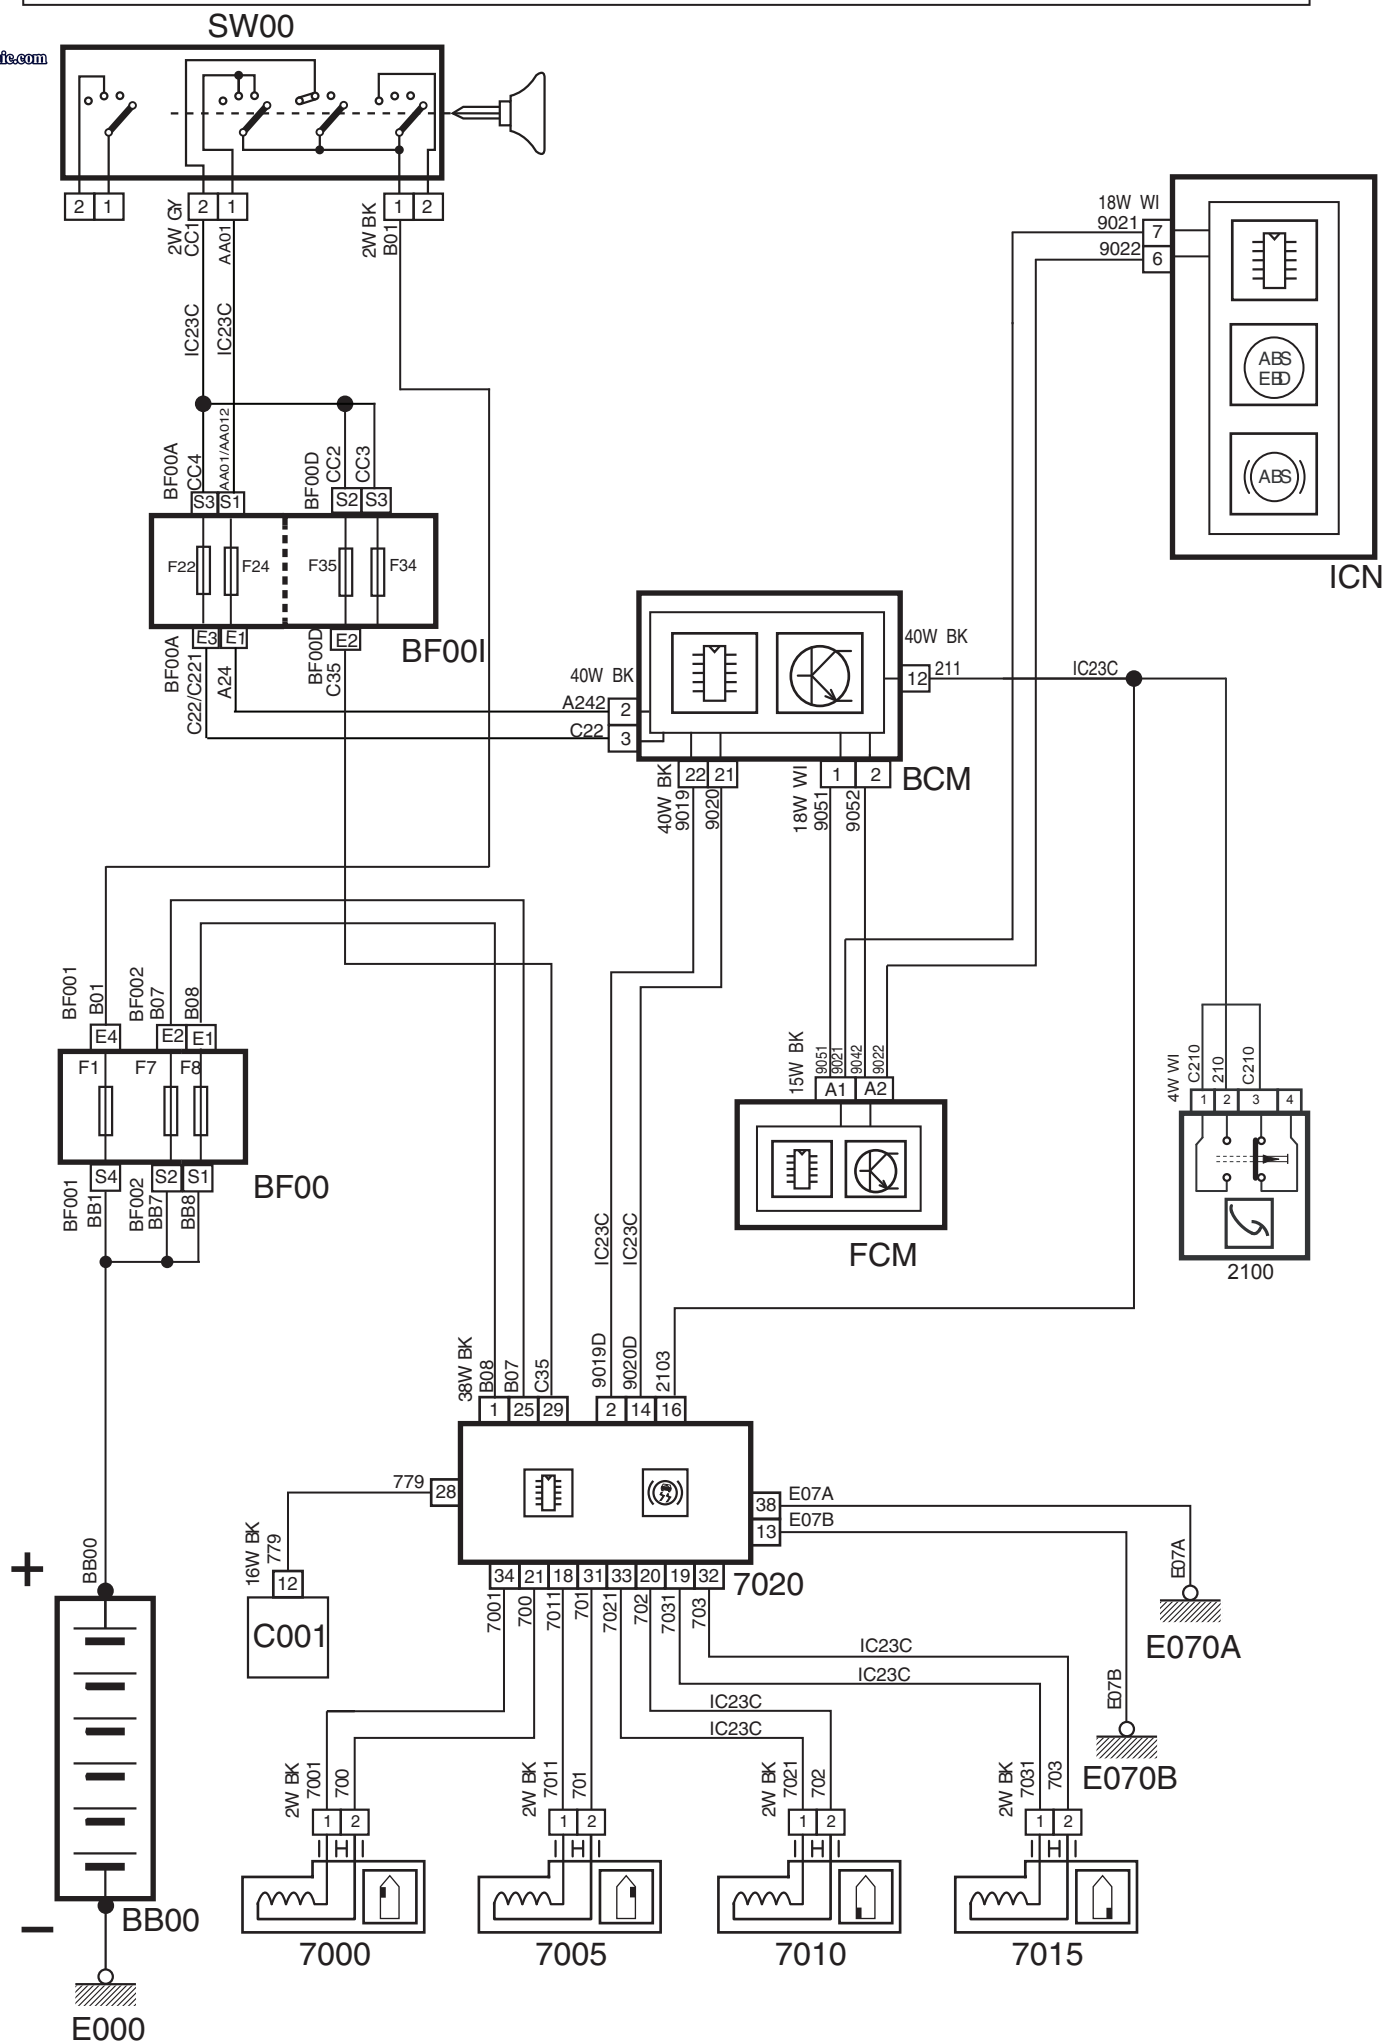 SW00
ic.com
2 1
2 1
1 2
2W GY
CC1
AA01
2W BK
B01
IC23C
IC23C
18W WI
9021
7
9022
6
ABS
EBD
ABS
ICN
BF00A
CC4
AA01/AA012
BF00D
CC2
CC3
S3 S1
S2 S3
F22
F24
F35
F34
E3 E1
E2
BF00I
BF00A
C22/C221
A24
BF00D
C35
40W BK
A242
2
C22
3
40W BK
12
211
IC23C
22 21
1 2
BCM
40W BK
9019
9020
18W WI
9051
9052
BF001
B01
BF002
B07
B08
E4
E2 E1
F1
F7
F8
S4
S2 S1
BF00
BF001
BB1
BF002
BB7
BB8
15W BK
9051
9021
9042
9022
A1 A2
FCM
4W WI
C210
210
C210
1 2 3 4
2100
IC23C
IC23C
38W BK
B08
B07
C35
9019D
9020D
2103
1 25 29
2 14 16
779
28
38
E07A
13
E07B
16W BK
779
12
C001
34 21 18 31 33 20 19 32
7020
7001
700
7011
701
7021
702
7031
703
E07A
E070A
E07B
E070B
IC23C
IC23C
IC23C
IC23C
+
BB00
−
BB00
E000
2W BK
7001
700
2W BK
7011
701
2W BK
7021
702
2W BK
7031
703
1 2
1 2
1 2
1 2
H
H
H
H
7000
7005
7010
7015